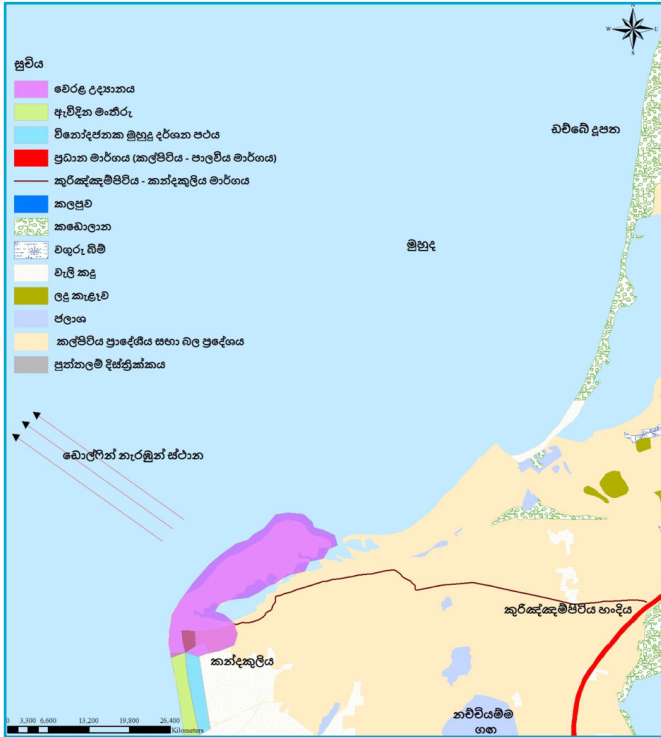 N
W
E
S
සූචිය
වෙරළ උද්‍යානය
ඇවිදින මංතීරු
විනෝදජනක මුහුදු දර්ශන පථය
ප්‍රධාන මාර්ගය (කල්පිටිය - පාලවිය මාර්ගය)
කුරිඤ්ඤම්පිටිය - කන්දකුලිය මාර්ගය
කලපුව
කඩොලාන
වගුරු බිම්
වැලි කදු
ලදු කැළෑව
ජලාශ
කල්පිටිය ප්‍රාදේශීය සභා බල ප්‍රදේශය
පුත්තලම් දිස්ත්‍රික්කය
ඩච්බේ දූපත
මුහුද
ඩොල්ෆින් නැරඹුන් ස්ථාන
කුරිඤ්ඤම්පිටිය හංදිය
කන්දකුලිය
නච්චියම්ම
ගඟ
0 3,300 6,600 13,200 19,800 26,400
Kilometers